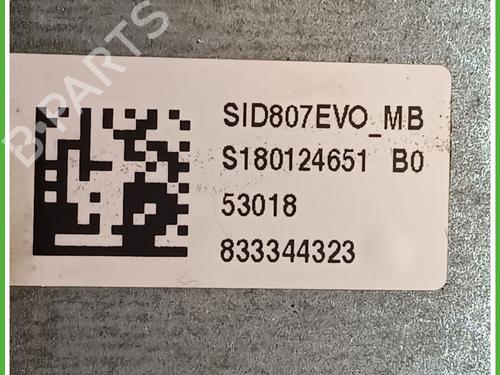 B-PARTS
SID807EVO_MB
S180124651 B0
53018
833344323